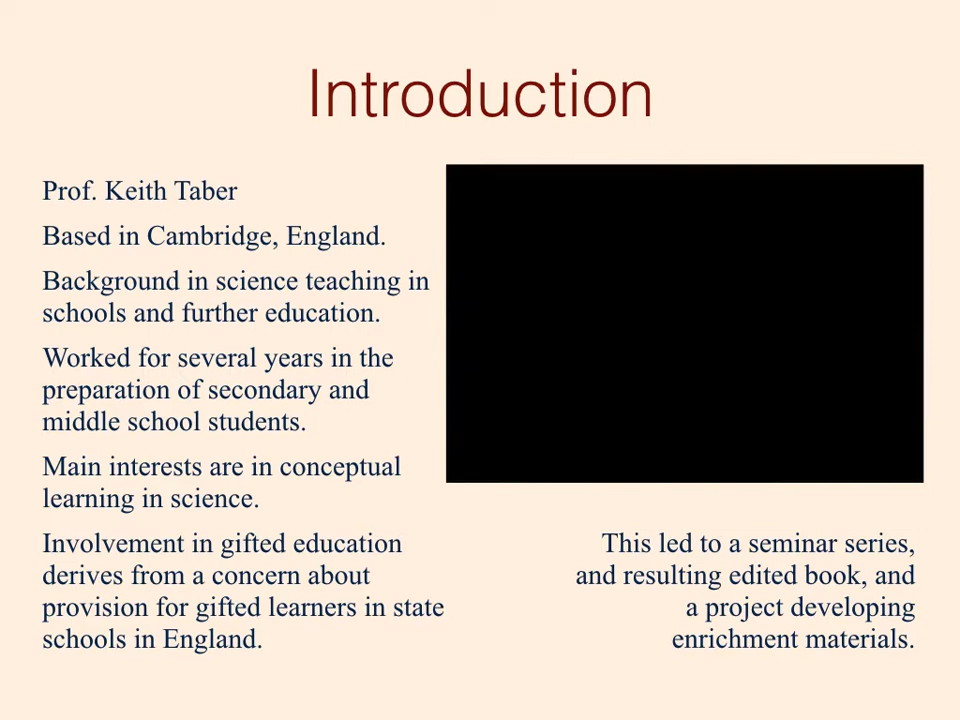 Introduction
Prof. Keith Taber
Based in Cambridge, England.
Background in science teaching in
schools and further education.
Worked for several years in the
preparation of secondary and
middle school students.
Main interests are in conceptual
learning in science.
Involvement in gifted education
derives from a concern about
provision for gifted learners in state
schools in England.
This led to a seminar series,
and resulting edited book, and
a project developing
enrichment materials.